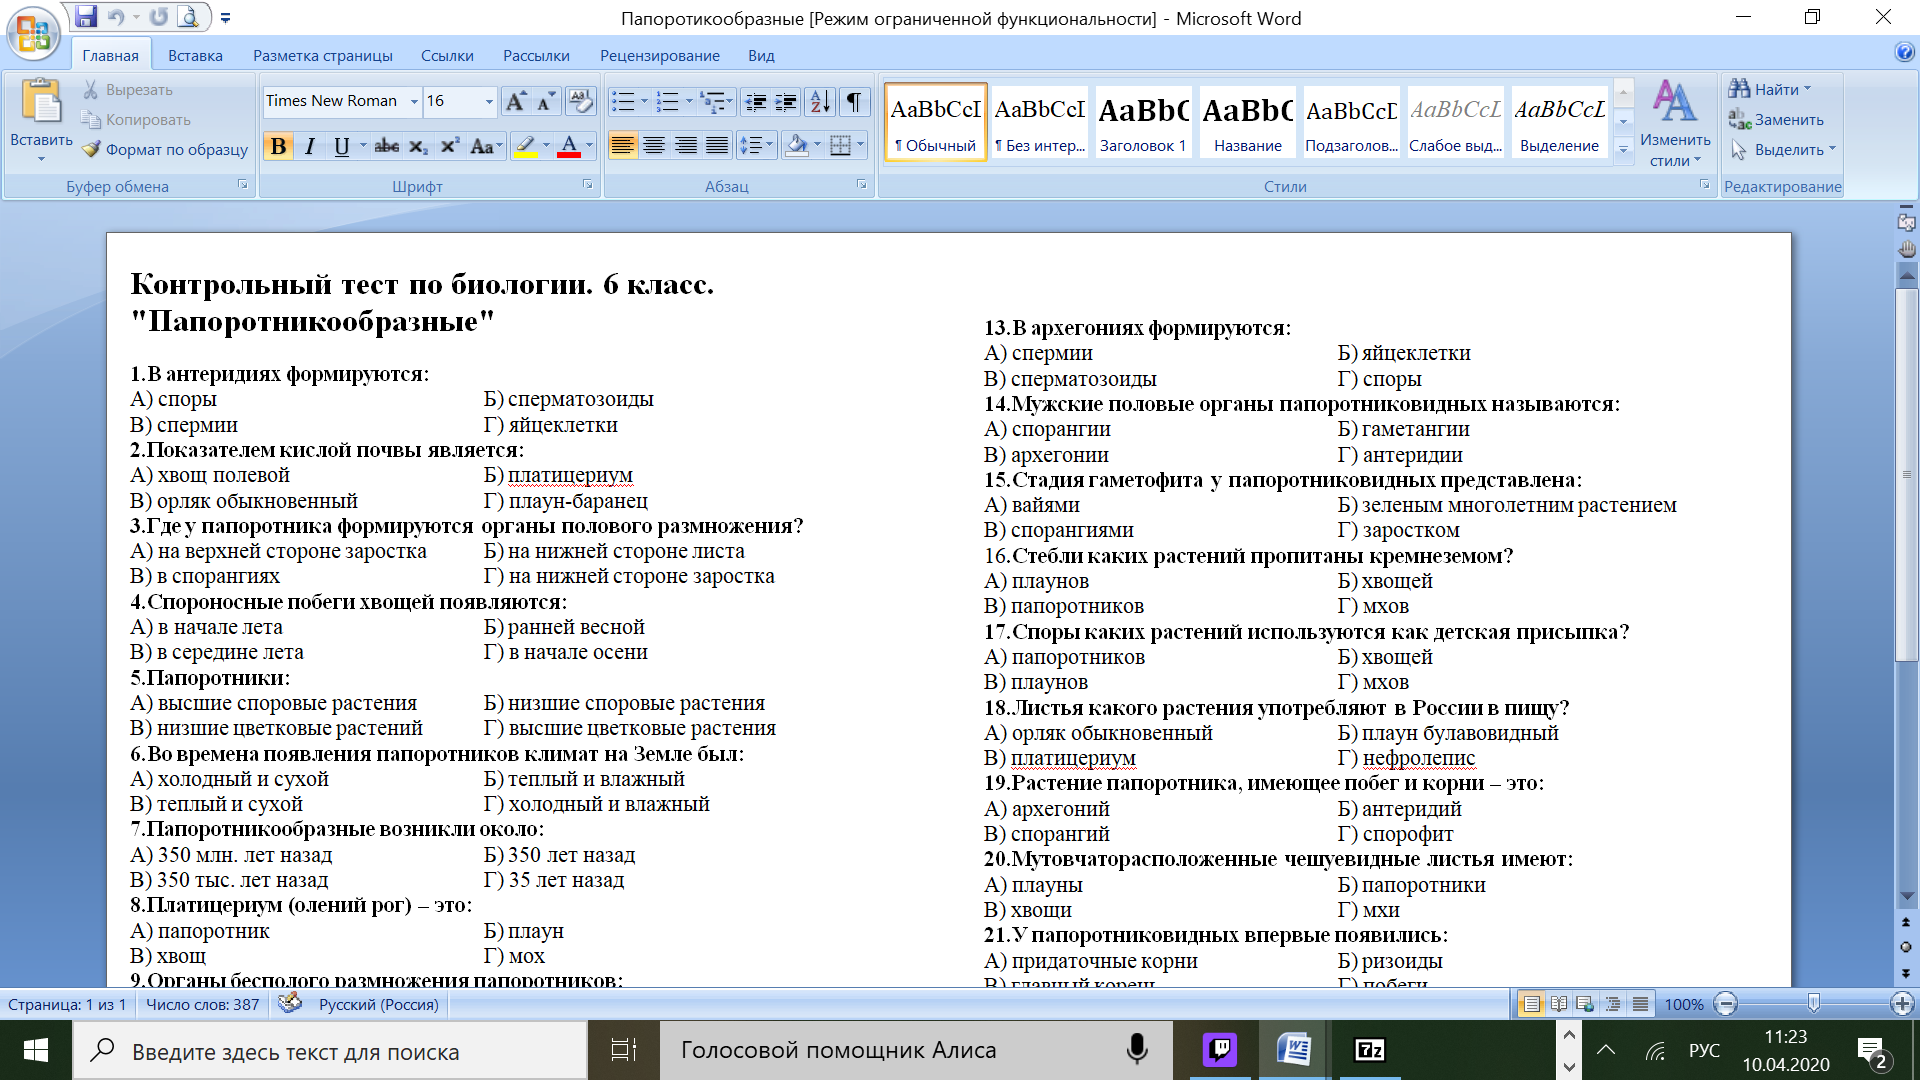 Папоротикообразные [Режим ограниченной функциональности] - Microsoft Word
Главная Вставка Разметка страницы Ссылки Рассылки Рецензирование Вид
Вставить
Вырезать
Копировать
Формат по образцу
Буфер обмена
Times New Roman 16
Шрифт
Абзац
AaBbCcI AaBbCcI AaBbC AaBbC AaBbCcD AaBbCcL AaBbCcL
¶ Обычный ¶ Без интер... Заголовок 1 Название Подзаголов... Слабое выд... Выделение
Изменить стили
Стили
Найти
Заменить
Выделить
Редактирование
Контрольный тест по биологии. 6 класс.
"Папоротникообразные"
1.В антеридиях формируются:
А) споры Б) сперматозоиды
В) спермии Г) яйцеклетки
2.Показателем кислой почвы является:
А) хвощ полевой Б) платицериум
В) орляк обыкновенный Г) плаун-баранец
3.Где у папоротника формируются органы полового размножения?
А) на верхней стороне заростка Б) на нижней стороне листа
В) в спорангиях Г) на нижней стороне заростка
4.Спороносные побеги хвощей появляются:
А) в начале лета Б) ранней весной
В) в середине лета Г) в начале осени
5.Папоротники:
А) высшие споровые растения Б) низшие споровые растения
В) низшие цветковые растений Г) высшие цветковые растения
6.Во времена появления папоротников климат на Земле был:
А) холодный и сухой Б) теплый и влажный
В) теплый и сухой Г) холодный и влажный
7.Папоротникообразные возникли около:
А) 350 млн. лет назад Б) 350 лет назад
В) 350 тыс. лет назад Г) 35 лет назад
8.Платицериум (олений рог) – это:
А) папоротник Б) плаун
В) хвощ Г) мох
9.Органы бесполого размножения папоротников:
13.В архегониях формируются:
А) спермии Б) яйцеклетки
В) сперматозоиды Г) споры
14.Мужские половые органы папоротниковидных называются:
А) спорангии Б) гаметангии
В) архегонии Г) антеридии
15.Стадия гаметофита у папоротниковидных представлена:
А) вайями Б) зеленым многолетним растением
В) спорангиями Г) заростком
16.Стебли каких растений пропитаны кремнеземом?
А) плаунов Б) хвощей
В) папоротников Г) мхов
17.Споры каких растений используются как детская присыпка?
А) папоротников Б) хвощей
В) плаунов Г) мхов
18.Листья какого растения употребляют в России в пищу?
А) орляк обыкновенный Б) плаун булавовидный
В) платицериум Г) нефролепис
19.Растение папоротника, имеющее побег и корни – это:
А) архегоний Б) антеридий
В) спорангий Г) спорофит
20.Мутовчаторасположенные чешуевидные листья имеют:
А) плауны Б) папоротники
В) хвощи Г) мхи
21.У папоротниковидных впервые появились:
А) придаточные корни Б) ризоиды
В) главный корень Г) побеги
Страница: 1 из 1 Число слов: 387 Русский (Россия) 100%
Введите здесь текст для поиска
Голосовой помощник Алиса
7z
РУС
11:23
10.04.2020
2